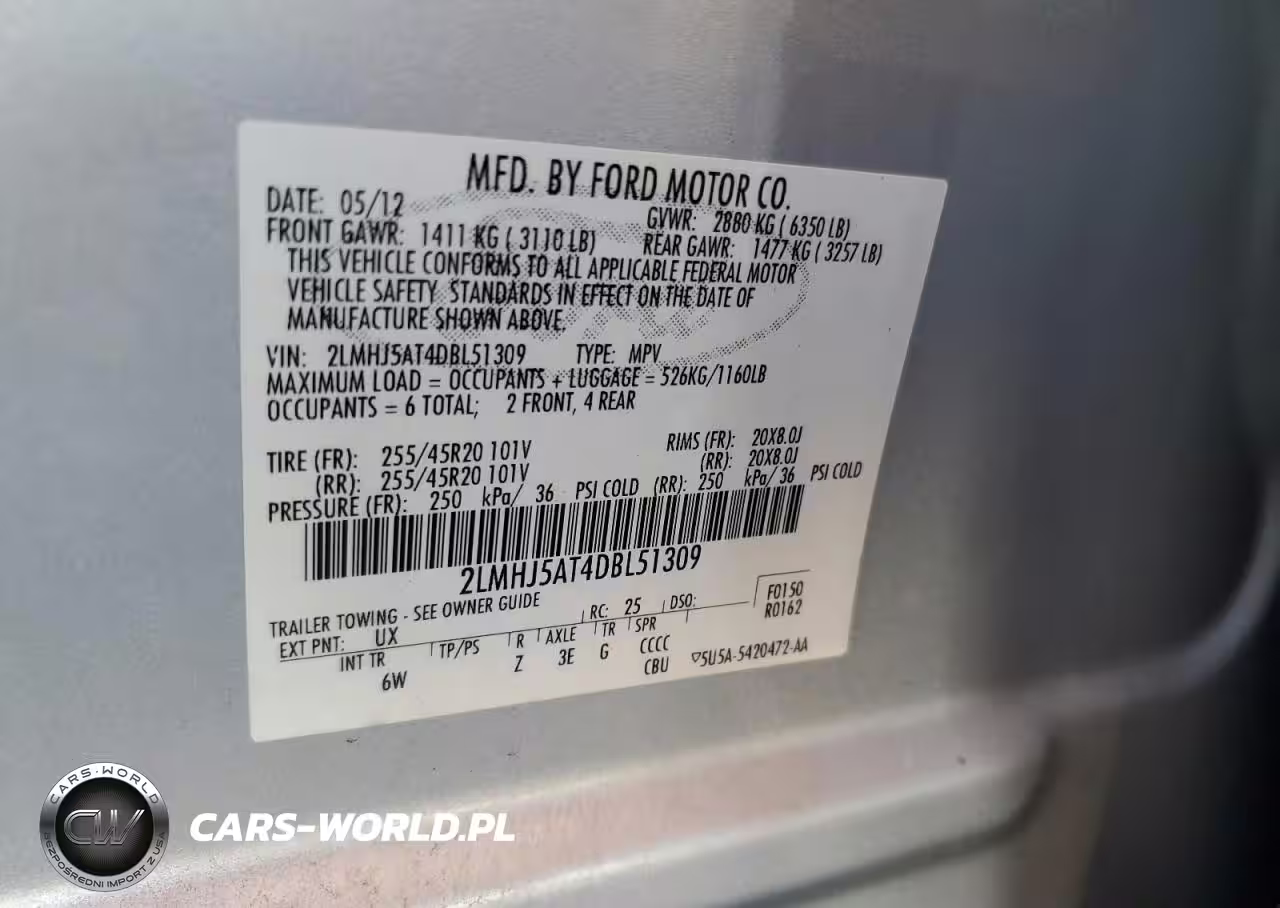 MFD. BY FORD MOTOR CO.
DATE: 05/12 GVWR: 2880 KG ( 6350 LB)
FRONT GAWR: 1411 KG ( 3110 LB) REAR GAWR: 1477 KG ( 3257 LB)
THIS VEHICLE CONFORMS TO ALL APPLICABLE FEDERAL MOTOR
VEHICLE SAFETY STANDARDS IN EFFECT ON THE DATE OF
MANUFACTURE SHOWN ABOVE.
VIN: 2LMHJ5AT4DBL51309 TYPE: MPV
MAXIMUM LOAD = OCCUPANTS + LUGGAGE = 526KG/1160LB
OCCUPANTS = 6 TOTAL; 2 FRONT, 4 REAR
TIRE (FR): 255/45R20 101V RIMS (FR): 20X8.0J
(RR): 255/45R20 101V (RR): 20X8.0J
PRESSURE (FR): 250 kPa/ 36 PSI COLD (RR): 250 kPa/ 36 PSI COLD
2LMHJ5AT4DBL51309
TRAILER TOWING - SEE OWNER GUIDE F0150
EXT PNT: UX RC: 25 DSO: R0162
INT TR TP/PS R AXLE TR SPR
6W Z 3E G CCCC
CBU 5U5A-5420472-AA
CARS-WORLD
CW
BEZPOŚREDNI IMPORT Z USA
CARS-WORLD.PL